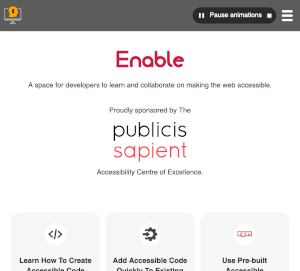 Pause animations
Enable
A space for developers to learn and collaborate on making the web accessible.
Proudly sponsored by The
publicis
sapient
Accessibility Centre of Excellence.
Learn How To Create
Accessible Code
Add Accessible Code
Quickly To Existing
Use Pre-built
Accessible